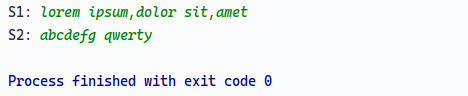 S1: lorem ipsum,dolor sit,amet
S2: abcdefg qwerty
Process finished with exit code 0